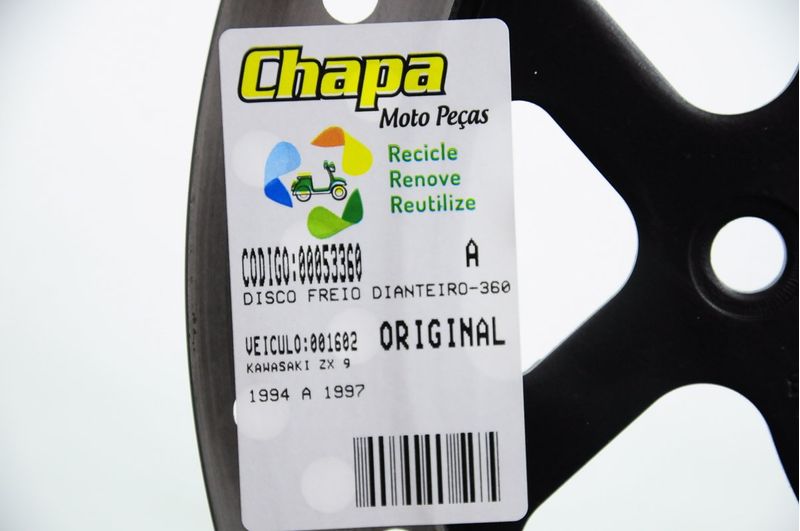 Chapa
Moto Peças
Recicle
Renove
Reutilize
CODIGO:00053360 A
DISCO FREIO DIANTEIRO-360
VEICULO:001602 ORIGINAL
KAWASAKI ZX 9
1994 A 1997